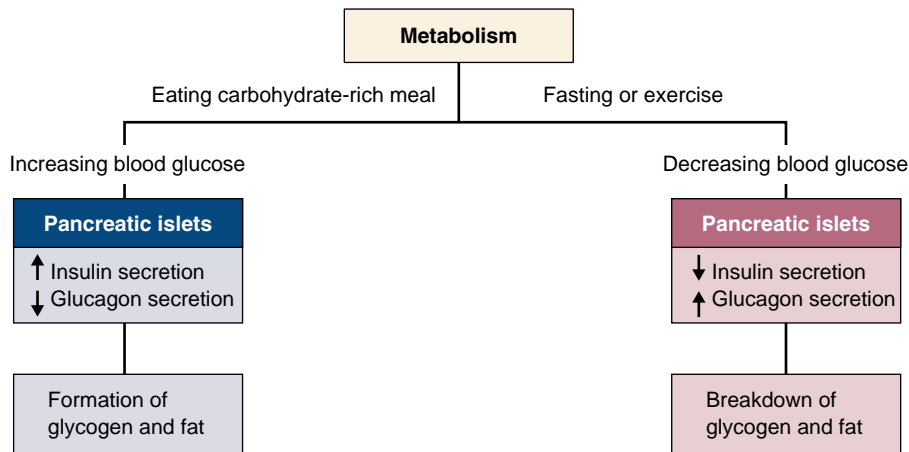 Metabolism
Eating carbohydrate-rich meal
Fasting or exercise
Increasing blood glucose
Pancreatic islets
↑ Insulin secretion
↓ Glucagon secretion
Formation of
glycogen and fat
Decreasing blood glucose
Pancreatic islets
↓ Insulin secretion
↑ Glucagon secretion
Breakdown of
glycogen and fat